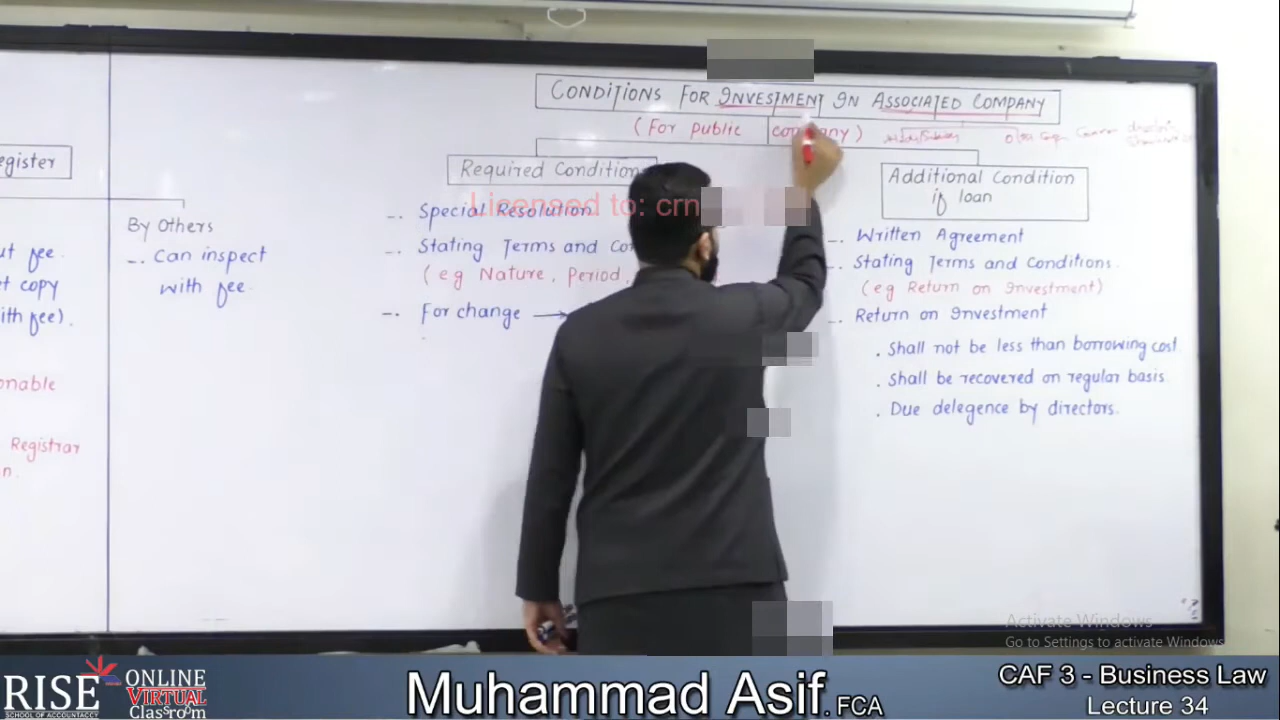 CONDITIONS FOR INVESTMENT IN ASSOCIATED COMPANY
(For public company)
egister
By Others
-.. Can inspect
with fee.
ut fee.
t copy
ith fee).
onable
Registrar
n.
Required Condition
-.. Special Resolution
-.. Stating Terms and Co
(eg Nature, Period,
-.. For change →
Additional Condition
if loan
-.. Written Agreement
-.. Stating Terms and Conditions.
(eg Return on Investment)
-.. Return on Investment
. Shall not be less than borrowing cost
. Shall be recovered on regular basis.
. Due delegence by directors.
Licensed to: crn
Activate Windows
Go to Settings to activate Windows.
RISE
SCHOOL OF ACCOUNTANCY
ONLINE
VIRTUAL
Classroom
Muhammad Asif. FCA
CAF 3 - Business Law
Lecture 34